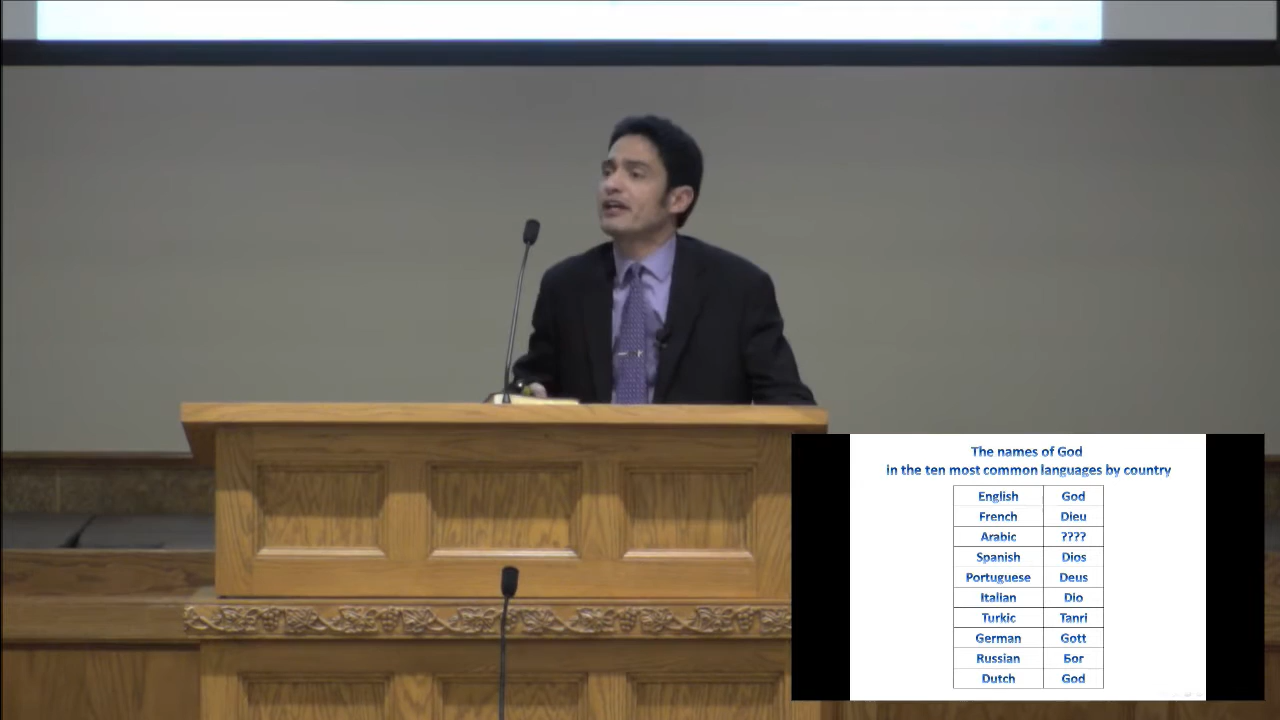 The names of God
in the ten most common languages by country
English God
French Dieu
Arabic ????
Spanish Dios
Portuguese Deus
Italian Dio
Turkic Tanri
German Gott
Russian Бог
Dutch God